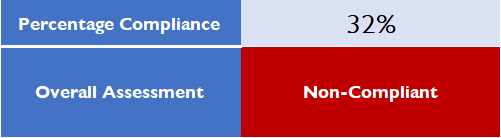 Percentage Compliance 32%
Overall Assessment Non-Compliant